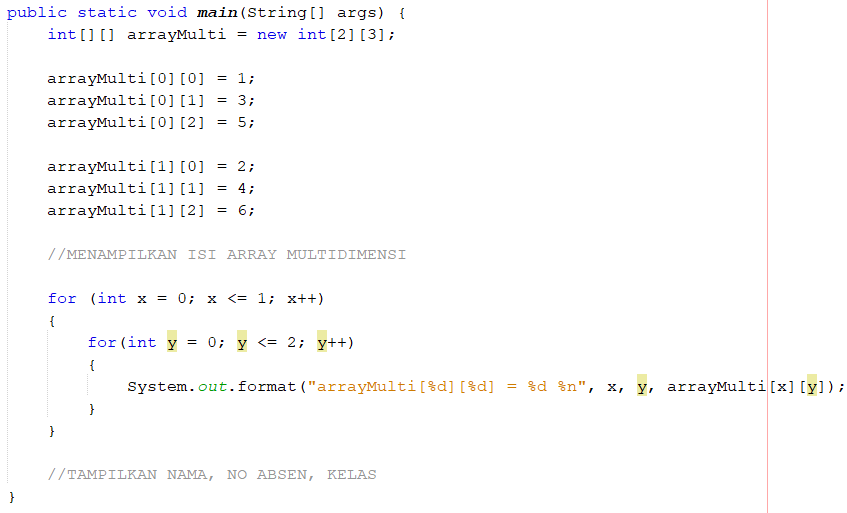 public static void main(String[] args) {
    int[][] arrayMulti = new int[2][3];

    arrayMulti[0][0] = 1;
    arrayMulti[0][1] = 3;
    arrayMulti[0][2] = 5;

    arrayMulti[1][0] = 2;
    arrayMulti[1][1] = 4;
    arrayMulti[1][2] = 6;

    //MENAMPILKAN ISI ARRAY MULTIDIMENSI

    for (int x = 0; x <= 1; x++)
    {
        for(int y = 0; y <= 2; y++)
        {
            System.out.format("arrayMulti[%d][%d] = %d %n", x, y, arrayMulti[x][y]);
        }
    }

    //TAMPILKAN NAMA, NO ABSEN, KELAS
}